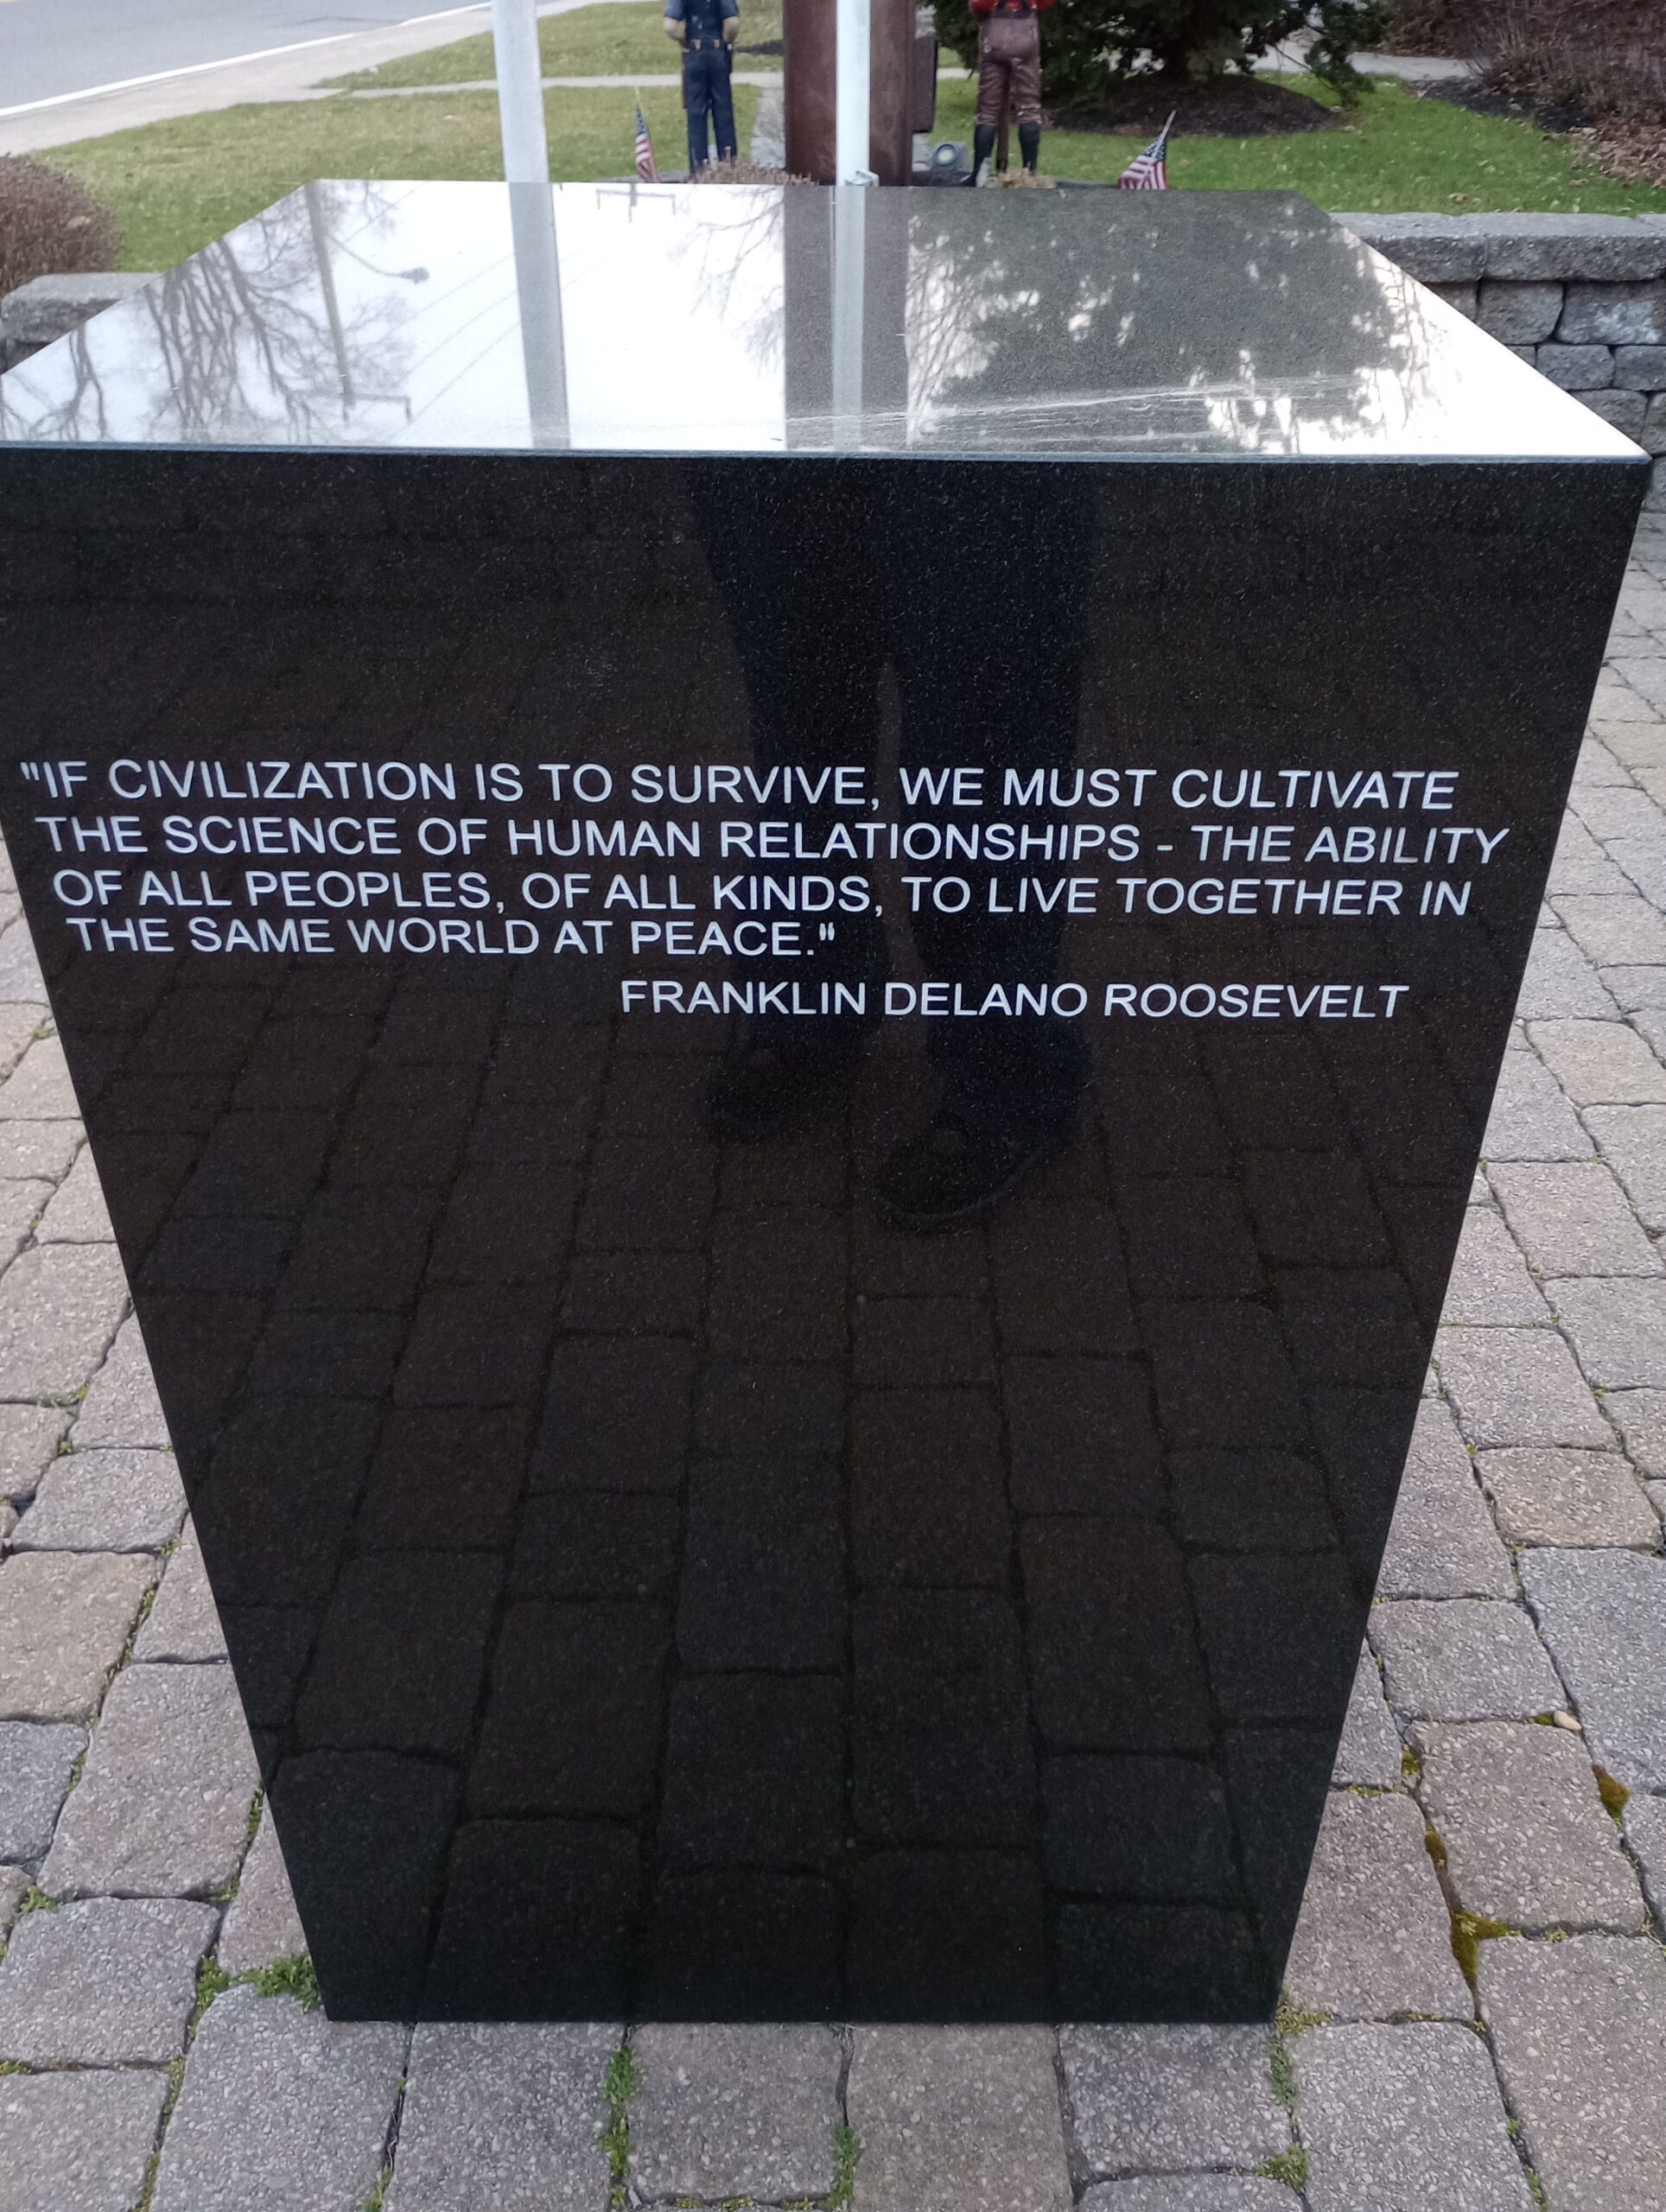 "IF CIVILIZATION IS TO SURVIVE, WE MUST CULTIVATE
THE SCIENCE OF HUMAN RELATIONSHIPS - THE ABILITY
OF ALL PEOPLES, OF ALL KINDS, TO LIVE TOGETHER IN
THE SAME WORLD AT PEACE."
FRANKLIN DELANO ROOSEVELT